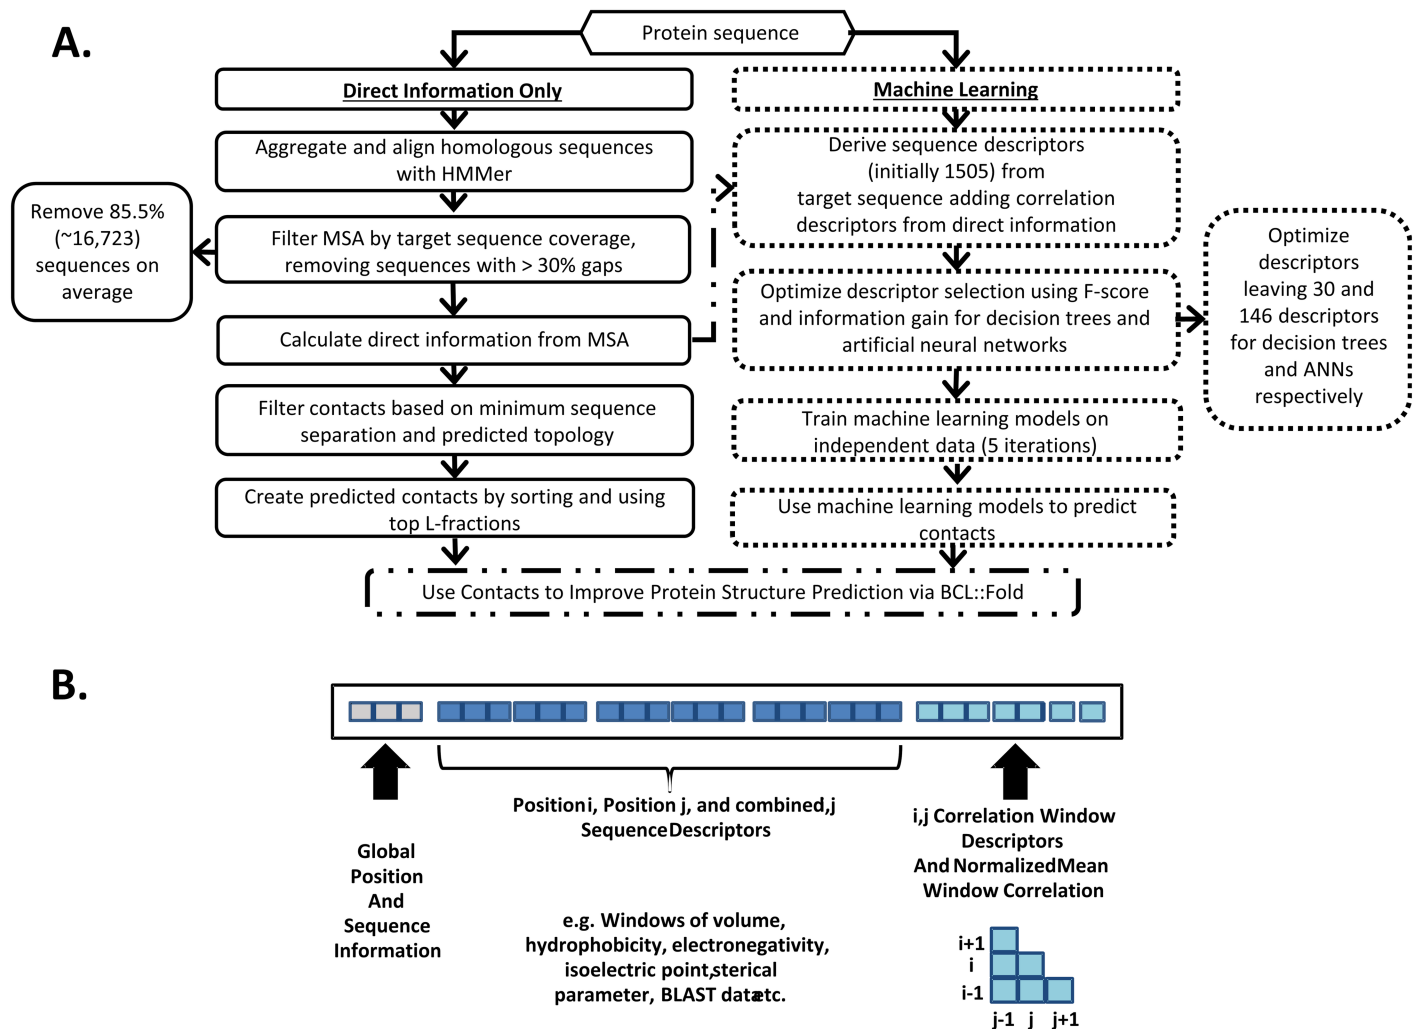 A.
Protein sequence
Direct Information Only
Machine Learning
Aggregate and align homologous sequences
with HMMer
Derive sequence descriptors
(initially 1505) from
target sequence adding correlation
descriptors from direct information
Remove 85.5%
(~16,723)
sequences on
average
Filter MSA by target sequence coverage,
removing sequences with > 30% gaps
Optimize
descriptors
leaving 30 and
146 descriptors
for decision trees
and ANNs
respectively
Optimize descriptor selection using F-score
and information gain for decision trees and
artificial neural networks
Calculate direct information from MSA
Filter contacts based on minimum sequence
separation and predicted topology
Train machine learning models on
independent data (5 iterations)
Create predicted contacts by sorting and using
top L-fractions
Use machine learning models to predict
contacts
Use Contacts to Improve Protein Structure Prediction via BCL::Fold
B.
Global
Position
And
Sequence
Information
Position i, Position j, and combined,j
Sequence Descriptors
e.g. Windows of volume,
hydrophobicity, electronegativity,
isoelectric point,sterical
parameter, BLAST data etc.
i,j Correlation Window
Descriptors
And Normalized Mean
Window Correlation
i+1
i
i-1
j-1 j j+1